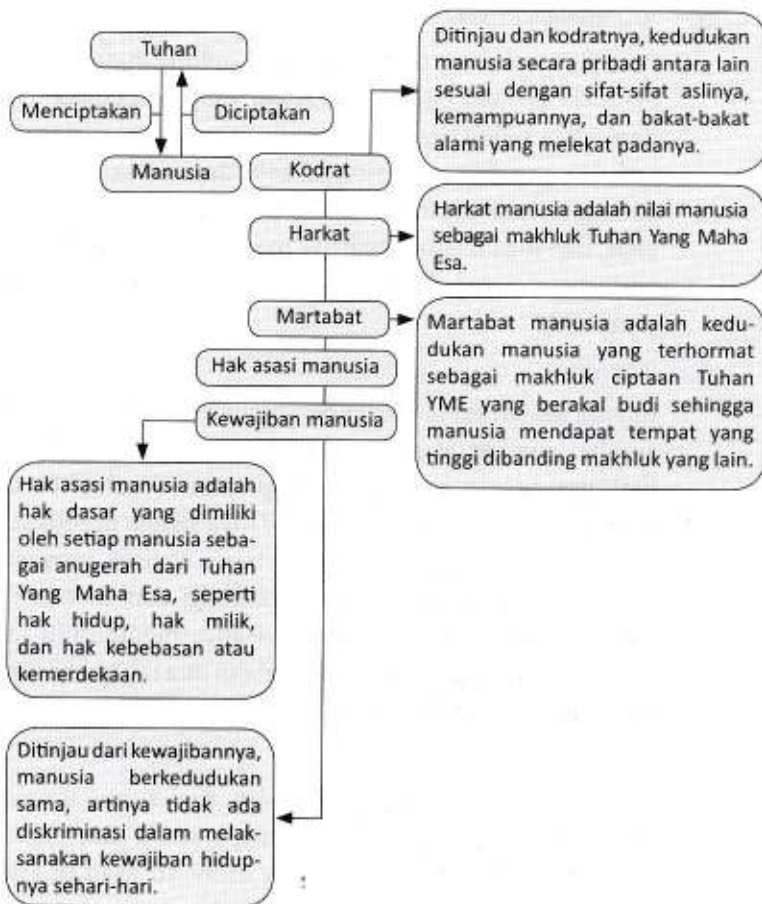 Tuhan
Menciptakan
Diciptakan
Manusia
Kodrat
Ditinjau dan kodratnya, kedudukan
manusia secara pribadi antara lain
sesuai dengan sifat-sifat aslinya,
kemampuannya, dan bakat-bakat
alami yang melekat padanya.
Harkat
Harkat manusia adalah nilai manusia
sebagai makhluk Tuhan Yang Maha
Esa.
Martabat
Martabat manusia adalah kedu-
dukan manusia yang terhormat
sebagai makhluk ciptaan Tuhan
YME yang berakal budi sehingga
manusia mendapat tempat yang
tinggi dibanding makhluk yang lain.
Hak asasi manusia
Kewajiban manusia
Hak asasi manusia adalah
hak dasar yang dimiliki
oleh setiap manusia seba-
gai anugerah dari Tuhan
Yang Maha Esa, seperti
hak hidup, hak milik,
dan hak kebebasan atau
kemerdekaan.
Ditinjau dari kewajibannya,
manusia berkedudukan
sama, artinya tidak ada
diskriminasi dalam melak-
sanakan kewajiban hidup-
nya sehari-hari.